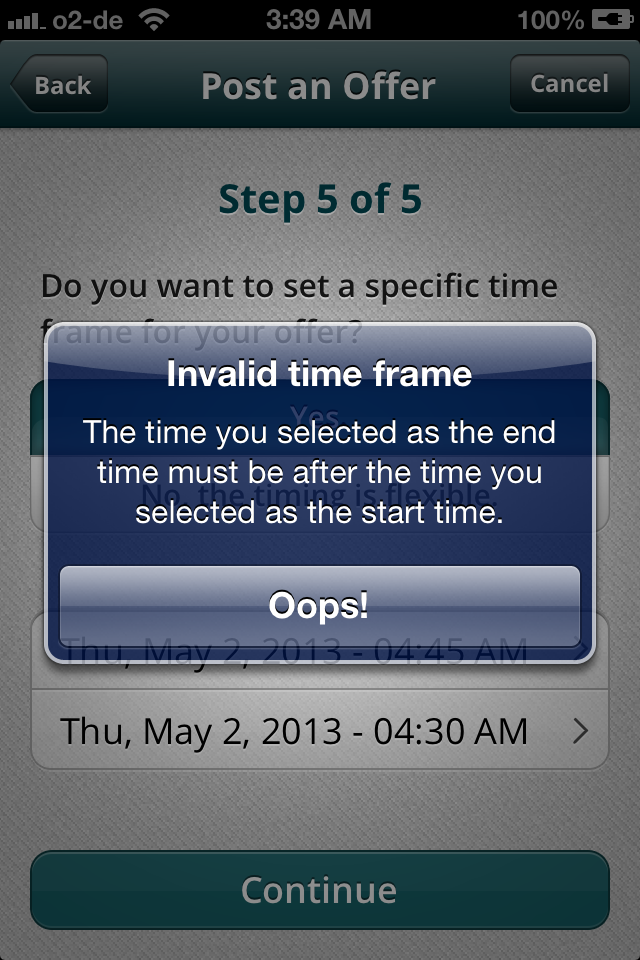 o2-de 3:39 AM 100%
Back Post an Offer Cancel
Step 5 of 5
Do you want to set a specific time
frame for your offer?
Invalid time frame
Yes
The time you selected as the end
time must be after the time you
No, the timing is flexible.
selected as the start time.
Oops!
Thu, May 2, 2013 - 04:45 AM
Thu, May 2, 2013 - 04:30 AM
Continue